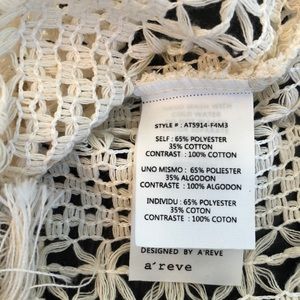 STYLE # : AT5914-F4M3
SELF : 65% POLYESTER
35% COTTON
CONTRAST : 100% COTTON
UNO MISMO : 65% POLIESTER
35% ALGODON
CONTRASTE : 100% ALGODON
INDIVIDU : 65% POLYESTER
35% COTON
CONTRASTE : 100% COTON
DESIGNED BY A'REVE
a'reve